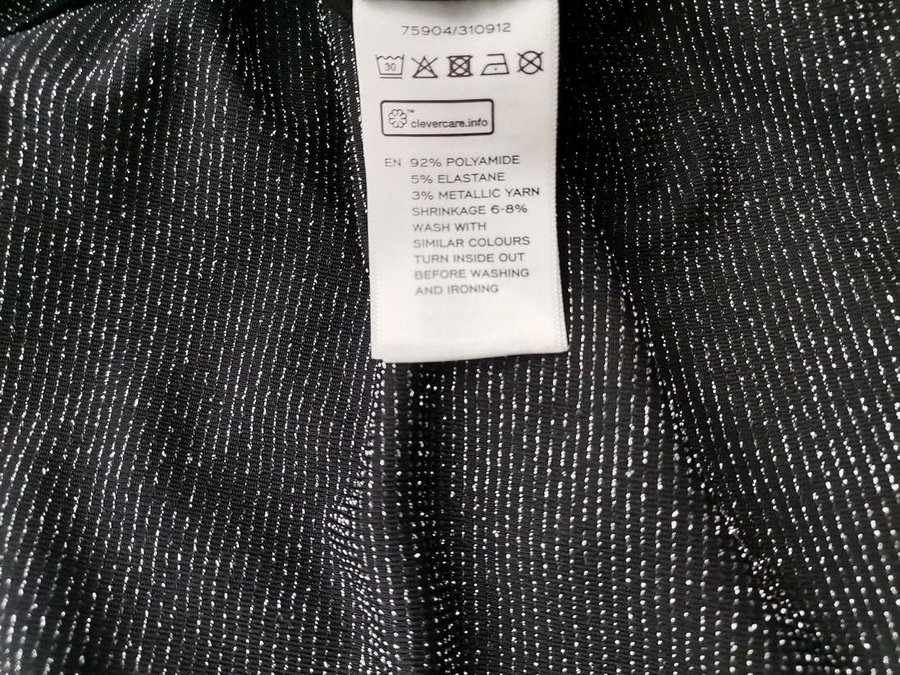 75904/310912
30
clevercare.info
EN 92% POLYAMIDE
5% ELASTANE
3% METALLIC YARN
SHRINKAGE 6-8%
WASH WITH
SIMILAR COLOURS
TURN INSIDE OUT
BEFORE WASHING
AND IRONING